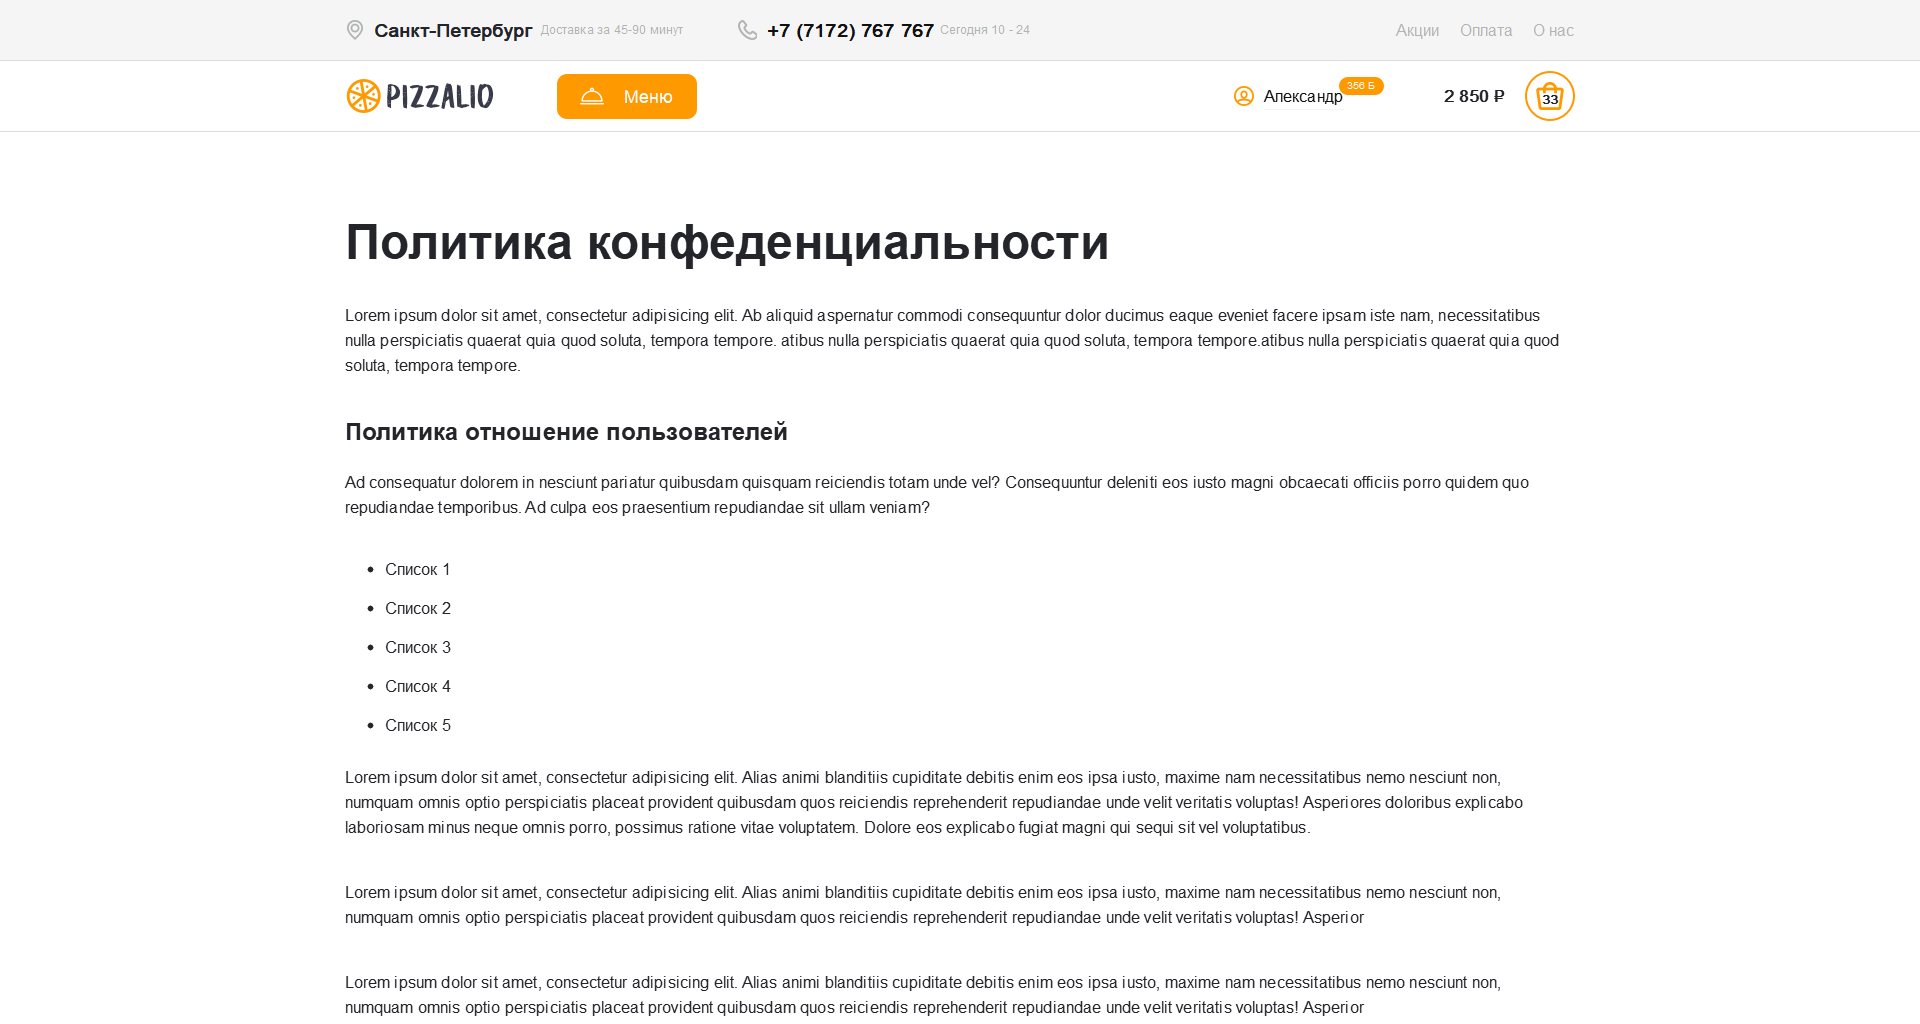 Санкт-Петербург Доставка за 45-90 минут +7 (7172) 767 767 Сегодня 10 - 24 Акции Оплата О нас
PIZZALIO Меню Александр 356 Б 2 850 ₽ 33
Политика конфеденциальности
Lorem ipsum dolor sit amet, consectetur adipisicing elit. Ab aliquid aspernatur commodi consequuntur dolor ducimus eaque eveniet facere ipsam iste nam, necessitatibus
nulla perspiciatis quaerat quia quod soluta, tempora tempore. atibus nulla perspiciatis quaerat quia quod soluta, tempora tempore.atibus nulla perspiciatis quaerat quia quod
soluta, tempora tempore.
Политика отношение пользователей
Ad consequatur dolorem in nesciunt pariatur quibusdam quisquam reiciendis totam unde vel? Consequuntur deleniti eos iusto magni obcaecati officiis porro quidem quo
repudiandae temporibus. Ad culpa eos praesentium repudiandae sit ullam veniam?
• Список 1
• Список 2
• Список 3
• Список 4
• Список 5
Lorem ipsum dolor sit amet, consectetur adipisicing elit. Alias animi blanditiis cupiditate debitis enim eos ipsa iusto, maxime nam necessitatibus nemo nesciunt non,
numquam omnis optio perspiciatis placeat provident quibusdam quos reiciendis reprehenderit repudiandae unde velit veritatis voluptas! Asperiores doloribus explicabo
laboriosam minus neque omnis porro, possimus ratione vitae voluptatem. Dolore eos explicabo fugiat magni qui sequi sit vel voluptatibus.
Lorem ipsum dolor sit amet, consectetur adipisicing elit. Alias animi blanditiis cupiditate debitis enim eos ipsa iusto, maxime nam necessitatibus nemo nesciunt non,
numquam omnis optio perspiciatis placeat provident quibusdam quos reiciendis reprehenderit repudiandae unde velit veritatis voluptas! Asperior
Lorem ipsum dolor sit amet, consectetur adipisicing elit. Alias animi blanditiis cupiditate debitis enim eos ipsa iusto, maxime nam necessitatibus nemo nesciunt non,
numquam omnis optio perspiciatis placeat provident quibusdam quos reiciendis reprehenderit repudiandae unde velit veritatis voluptas! Asperior